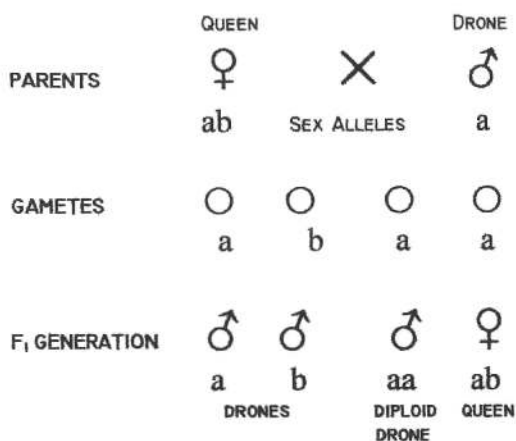 QUEEN DRONE
PARENTS
ab SEX ALLELES a
GAMETES
a b a a
F₁ GENERATION
a b aa ab
DRONES DIPLOID QUEEN
DRONE